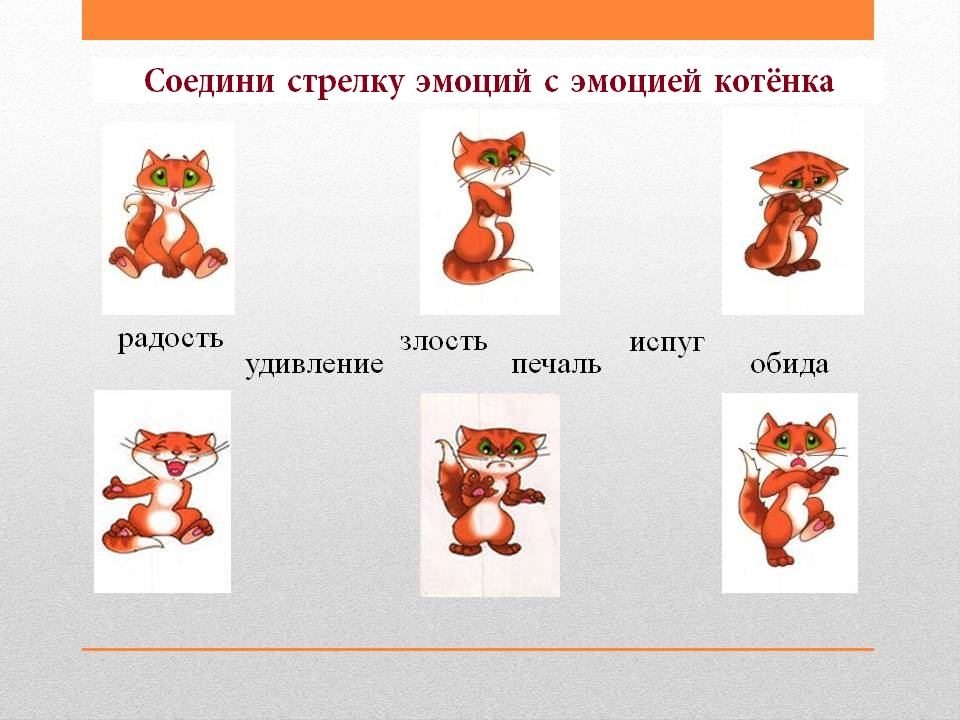 Соедини стрелку эмоций с эмоцией котёнка
радость
удивление
злость
печаль
испуг
обида